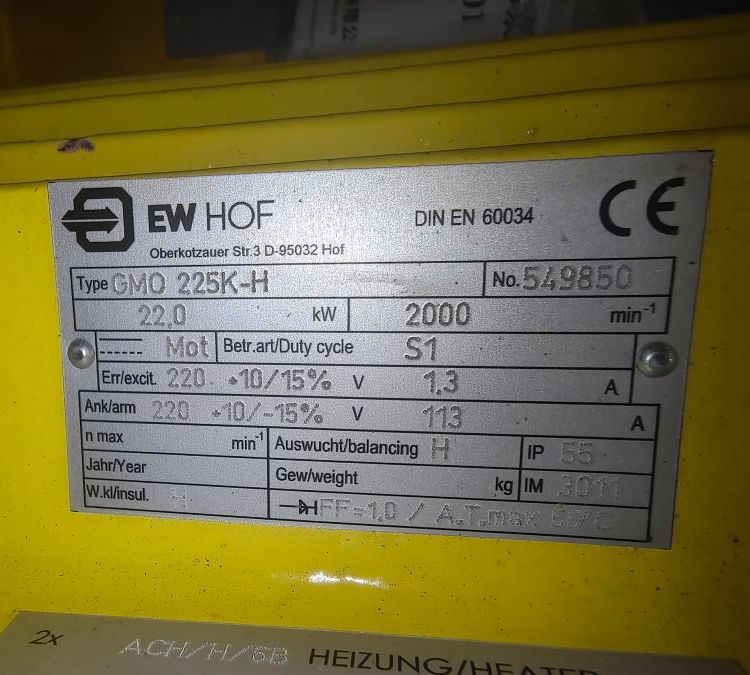 EW HOF
DIN EN 60034
CE
Oberkotzauer Str.3 D-95032 Hof
Type GMO 225K-H No. 549850
22,0 kW 2000 min-1
Mot Betr.art/Duty cycle S1
Err/excit. 220 +10/15% V 1.3 A
Ank/arm 220 +10/-15% V 113 A
n max min-1 Auswucht/balancing H IP 55
Jahr/Year Gew/weight kg IM 3011
W.kl/insul. H FF=1.0 / A.T.max
2x ACH/H/SB HEIZUNG/HEATER